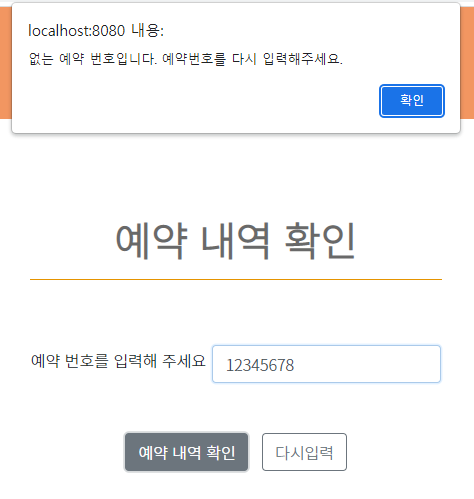 localhost:8080 내용:
없는 예약 번호입니다. 예약번호를 다시 입력해주세요.
확인
예약 내역 확인
예약 번호를 입력해 주세요 12345678
예약 내역 확인 다시입력